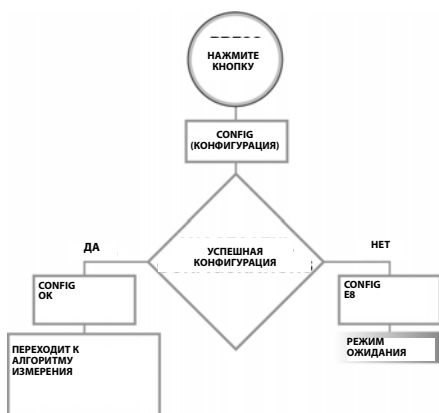 НАЖМИТЕ
КНОПКУ
CONFIG
(КОНФИГУРАЦИЯ)
УСПЕШНАЯ
КОНФИГУРАЦИЯ
ДА
НЕТ
CONFIG
OK
CONFIG
E8
ПЕРЕХОДИТ К
АЛГОРИТМУ
ИЗМЕРЕНИЯ
РЕЖИМ
ОЖИДАНИЯ